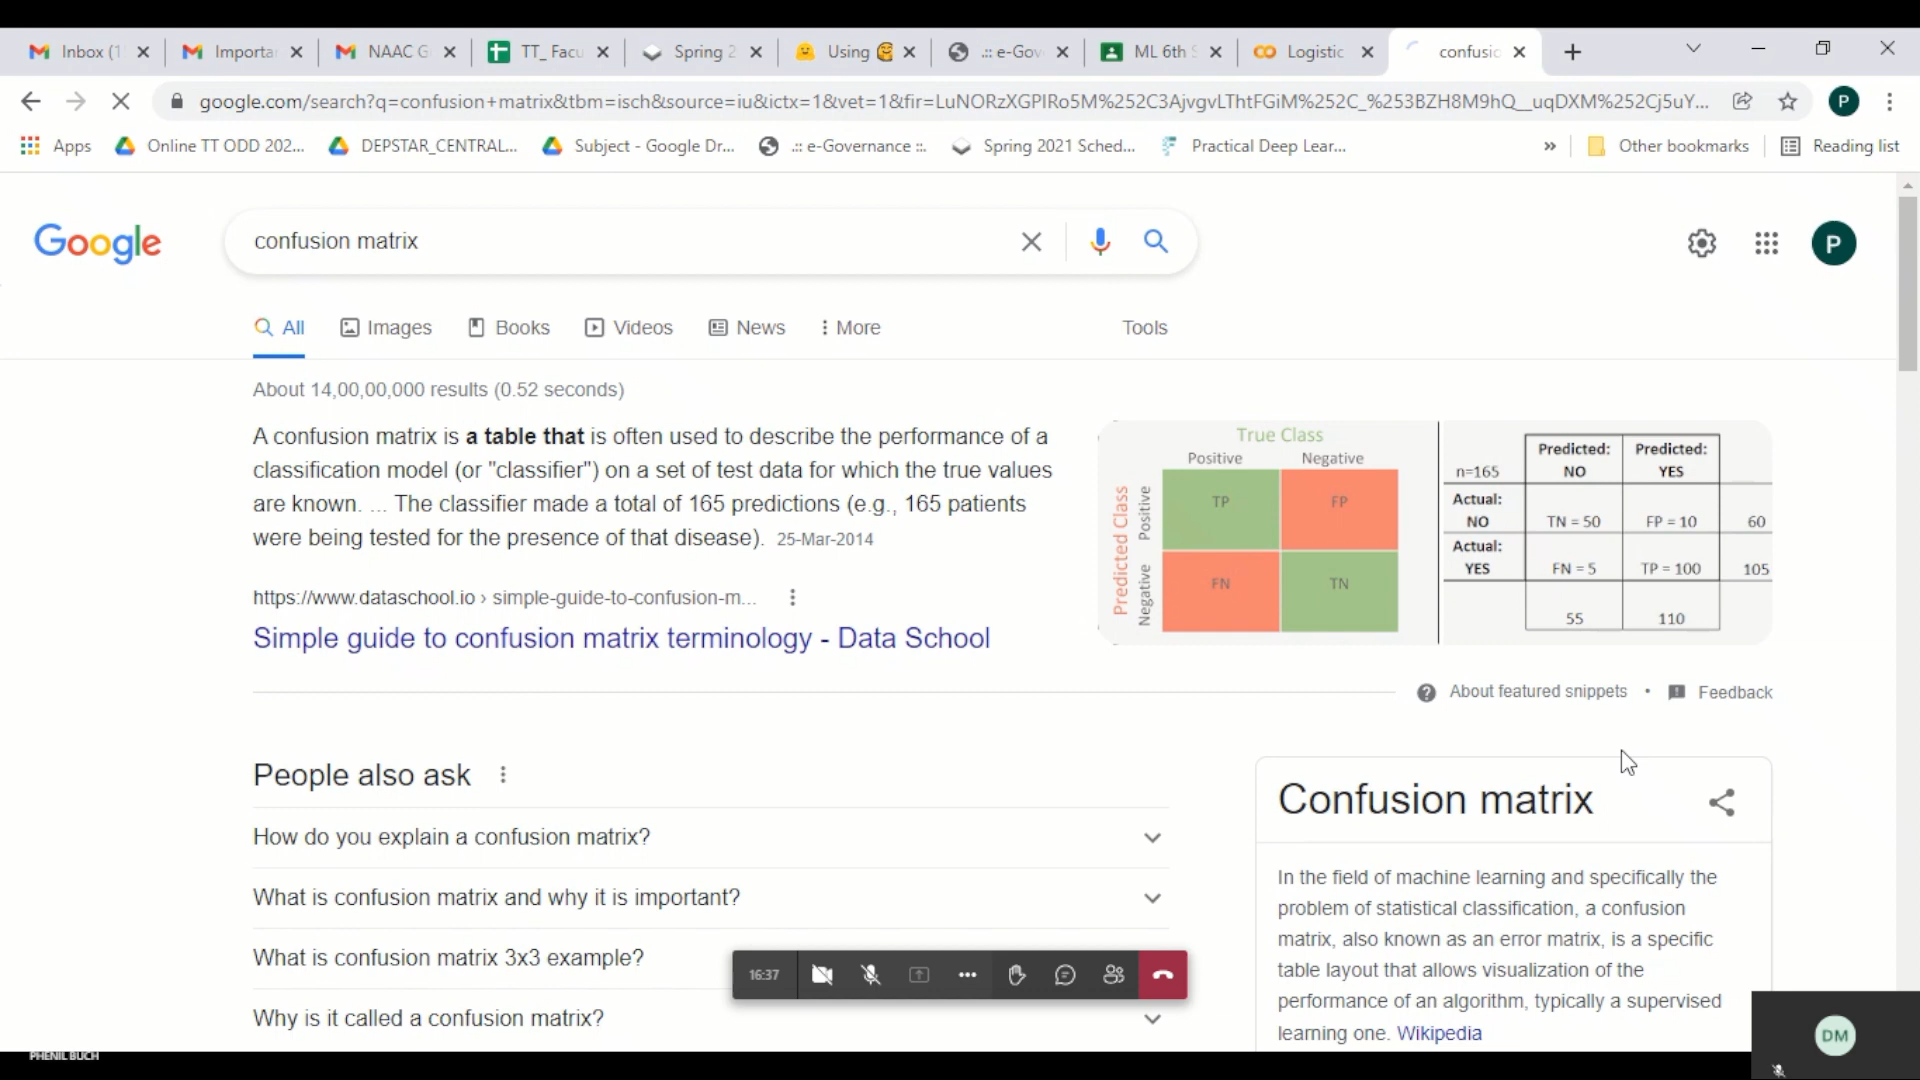 Inbox (1
Importa
NAAC G
TT_ Facu
Spring 2
Using
.:: e-Gov
ML 6th S
Logistic
confusio
google.com/search?q=confusion+matrix&tbm=isch&source=iu&ictx=1&vet=1&fir=LuNORzXGPIRo5M%252C3AjvgvLThtFGiM%252C_%253BZH8M9hQ__uqDXM%252Cj5uY...
P
Apps
Online TT ODD 202...
DEPSTAR_CENTRAL...
Subject - Google Dr...
.:: e-Governance ::.
Spring 2021 Sched...
Practical Deep Lear...
»
Other bookmarks
Reading list
Google
confusion matrix
P
All
Images
Books
Videos
News
More
Tools
About 14,00,00,000 results (0.52 seconds)
A confusion matrix is a table that is often used to describe the performance of a
classification model (or "classifier") on a set of test data for which the true values
are known. ... The classifier made a total of 165 predictions (e.g., 165 patients
were being tested for the presence of that disease). 25-Mar-2014
https://www.dataschool.io › simple-guide-to-confusion-m...
Simple guide to confusion matrix terminology - Data School
True Class
Positive Negative
Predicted Class
Positive
Negative
TP FP
FN TN
n=165
Predicted:
NO
Predicted:
YES
Actual:
NO
TN = 50
FP = 10
60
Actual:
YES
FN = 5
TP = 100
105
55
110
About featured snippets • Feedback
People also ask
How do you explain a confusion matrix?
What is confusion matrix and why it is important?
What is confusion matrix 3x3 example?
Why is it called a confusion matrix?
Confusion matrix
In the field of machine learning and specifically the
problem of statistical classification, a confusion
matrix, also known as an error matrix, is a specific
table layout that allows visualization of the
performance of an algorithm, typically a supervised
learning one. Wikipedia
16:37
DM
PHENIL BUCH